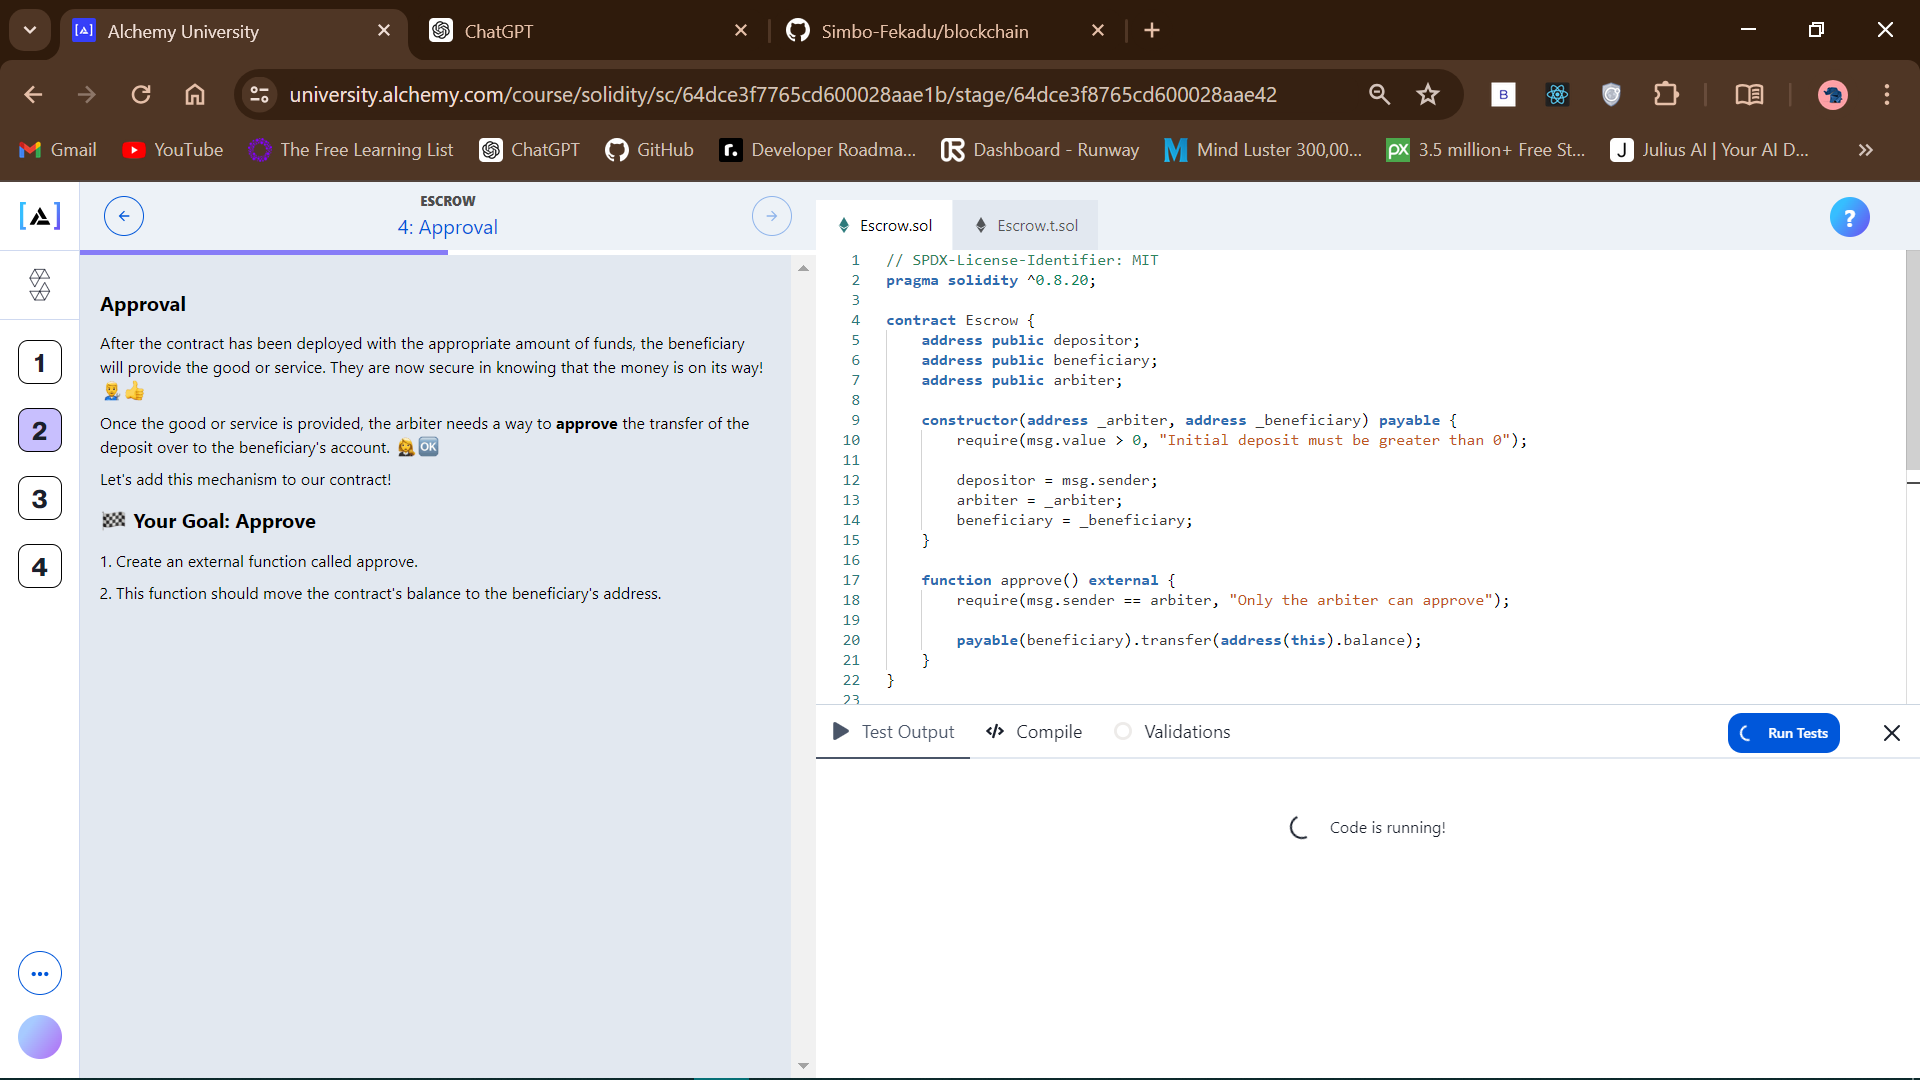 Alchemy University
ChatGPT
Simbo-Fekadu/blockchain
university.alchemy.com/course/solidity/sc/64dce3f7765cd600028aae1b/stage/64dce3f8765cd600028aae42
B
Gmail
YouTube
The Free Learning List
ChatGPT
GitHub
r.
Developer Roadma...
Dashboard - Runway
Mind Luster 300,00...
px
3.5 million+ Free St...
J
Julius AI | Your AI D...
ESCROW
4: Approval
1
2
3
4
Approval
After the contract has been deployed with the appropriate amount of funds, the beneficiary
will provide the good or service. They are now secure in knowing that the money is on its way!
👨‍⚕️👍
Once the good or service is provided, the arbiter needs a way to approve the transfer of the
deposit over to the beneficiary's account. 👩‍⚖️🆗
Let's add this mechanism to our contract!
🏁 Your Goal: Approve
1. Create an external function called approve.
2. This function should move the contract's balance to the beneficiary's address.
Escrow.sol
Escrow.t.sol
?
1 // SPDX-License-Identifier: MIT
2 pragma solidity ^0.8.20;
3
4 contract Escrow {
5 address public depositor;
6 address public beneficiary;
7 address public arbiter;
8
9 constructor(address _arbiter, address _beneficiary) payable {
10 require(msg.value > 0, "Initial deposit must be greater than 0");
11
12 depositor = msg.sender;
13 arbiter = _arbiter;
14 beneficiary = _beneficiary;
15 }
16
17 function approve() external {
18 require(msg.sender == arbiter, "Only the arbiter can approve");
19
20 payable(beneficiary).transfer(address(this).balance);
21 }
22 }
23
Test Output
Compile
Validations
Run Tests
Code is running!